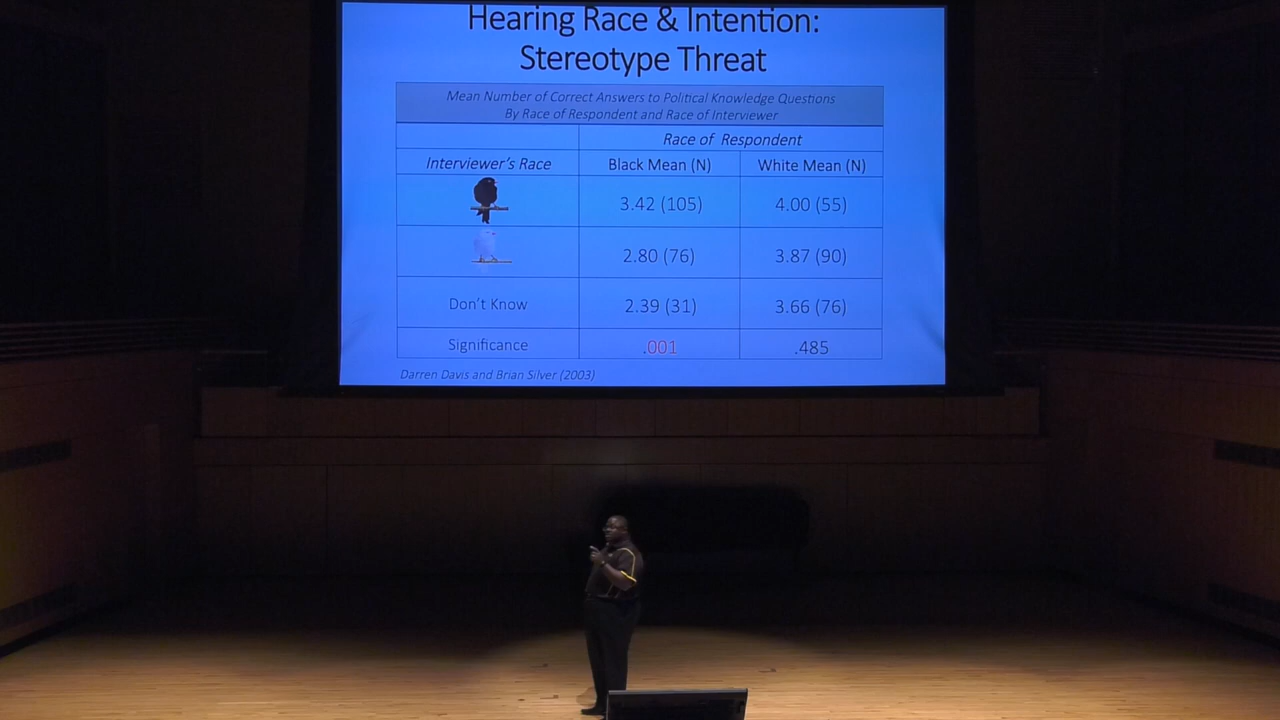 Hearing Race & Intention:
Stereotype Threat
Mean Number of Correct Answers to Political Knowledge Questions
By Race of Respondent and Race of Interviewer
Race of Respondent
Interviewer's Race Black Mean (N) White Mean (N)
3.42 (105) 4.00 (55)
2.80 (76) 3.87 (90)
Don't Know 2.39 (31) 3.66 (76)
Significance .001 .485
Darren Davis and Brian Silver (2003)